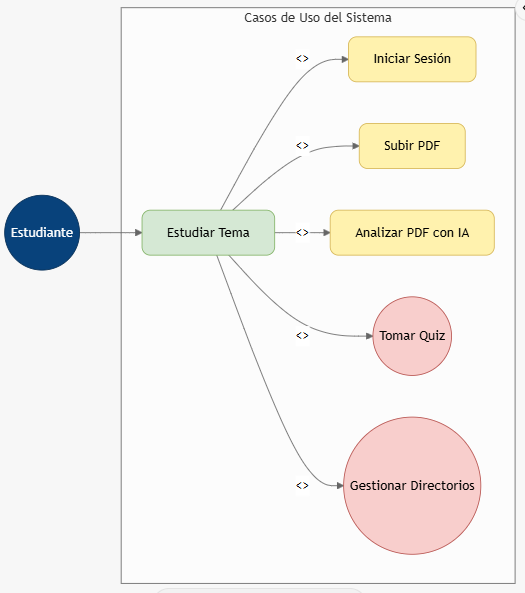 Casos de Uso del Sistema
<> Iniciar Sesión
<> Subir PDF
Estudiante
Estudiar Tema
<> Analizar PDF con IA
<> Tomar Quiz
<> Gestionar Directorios